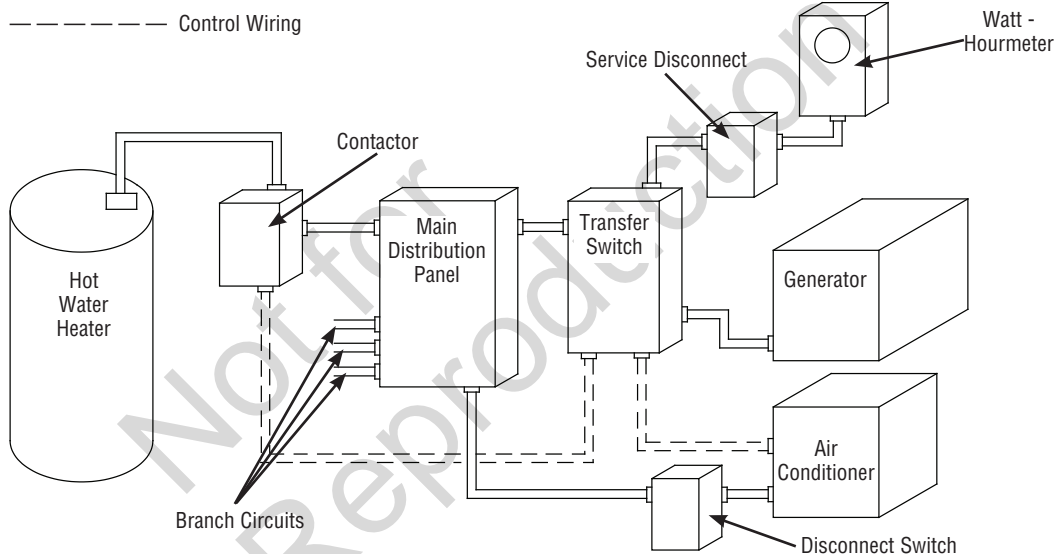 Control Wiring
Watt -
Hourmeter
Service Disconnect
Contactor
Main
Distribution
Panel
Transfer
Switch
Hot
Water
Heater
Generator
Air
Conditioner
Branch Circuits
Disconnect Switch
Not for
Reproduction